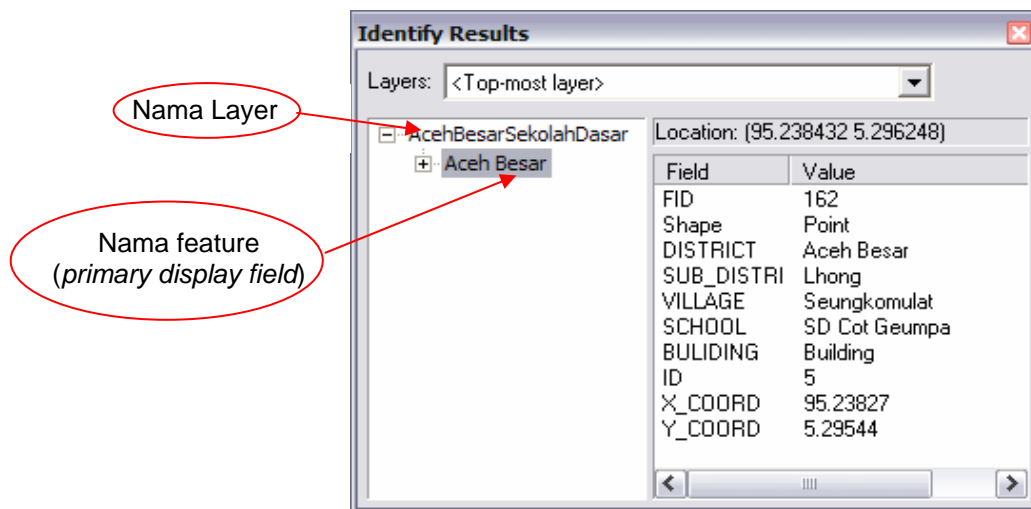 Identify Results
Layers: <Top-most layer>
Nama Layer
AcehBesarSekolahDasar
Aceh Besar
Nama feature
(primary display field)
Location: (95.238432 5.296248)
Field Value
FID 162
Shape Point
DISTRICT Aceh Besar
SUB_DISTRI Lhong
VILLAGE Seungkomulat
SCHOOL SD Cot Geumpa
BULIDING Building
ID 5
X_COORD 95.23827
Y_COORD 5.29544